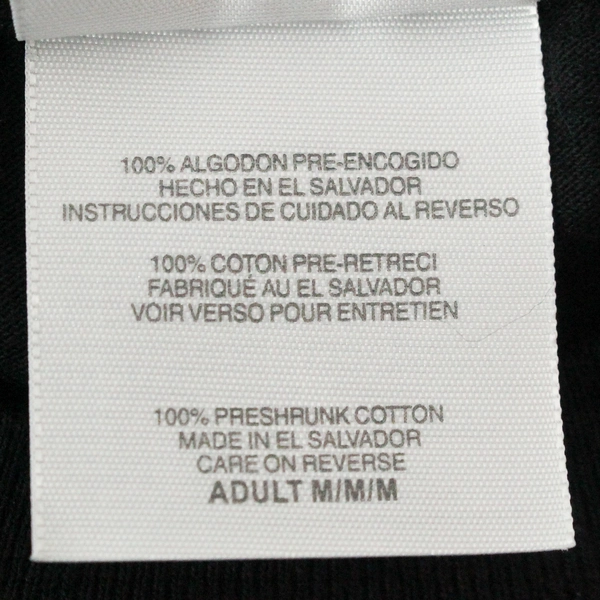 100% ALGODON PRE-ENCOGIDO
HECHO EN EL SALVADOR
INSTRUCCIONES DE CUIDADO AL REVERSO
100% COTON PRE-RETRECI
FABRIQUÉ AU EL SALVADOR
VOIR VERSO POUR ENTRETIEN
100% PRESHRUNK COTTON
MADE IN EL SALVADOR
CARE ON REVERSE
ADULT M/M/M